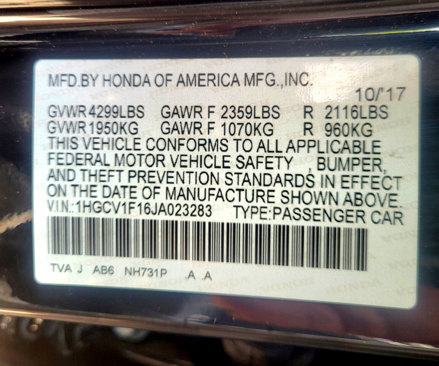 MFD.BY HONDA OF AMERICA MFG.,INC.
10/'17
GVWR 4299LBS GAWR F 2359LBS R 2116LBS
GVWR 1950KG GAWR F 1070KG R 960KG
THIS VEHICLE CONFORMS TO ALL APPLICABLE
FEDERAL MOTOR VEHICLE SAFETY , BUMPER,
AND THEFT PREVENTION STANDARDS IN EFFECT
ON THE DATE OF MANUFACTURE SHOWN ABOVE.
V.I.N.:1HGCV1F16JA023283 TYPE:PASSENGER CAR
TVA J AB6 NH731P .A .A